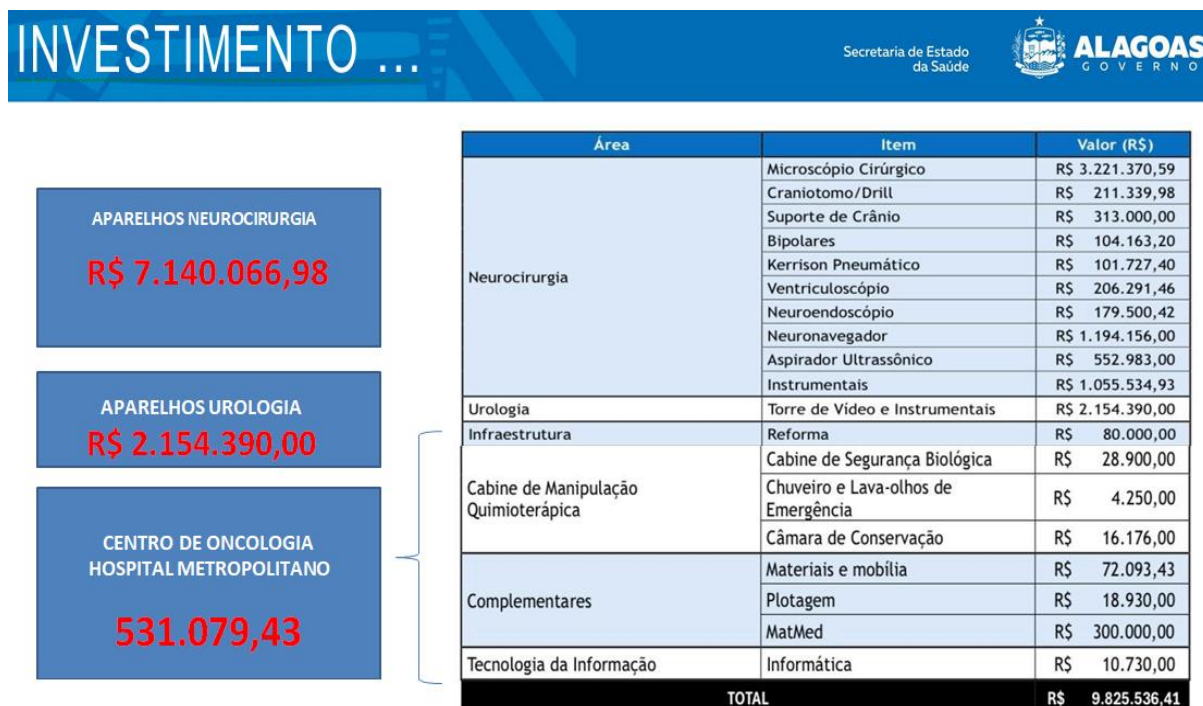 INVESTIMENTO ...
Secretaria de Estado
da Saúde
ALAGOAS
GOVERNO
APARELHOS NEUROCIRURGIA
R$ 7.140.066,98
APARELHOS UROLOGIA
R$ 2.154.390,00
CENTRO DE ONCOLOGIA
HOSPITAL METROPOLITANO
531.079,43
Área Item Valor (R$)
Neurocirurgia
Microscópio Cirúrgico R$ 3.221.370,59
Craniotomo/Drill R$ 211.339,98
Suporte de Crânio R$ 313.000,00
Bipolares R$ 104.163,20
Kerrison Pneumático R$ 101.727,40
Ventriculoscópio R$ 206.291,46
Neuroendoscópio R$ 179.500,42
Neuronavegador R$ 1.194.156,00
Aspirador Ultrassônico R$ 552.983,00
Instrumentais R$ 1.055.534,93
Urologia Torre de Vídeo e Instrumentais R$ 2.154.390,00
Infraestrutura Reforma R$ 80.000,00
Cabine de Manipulação
Quimioterápica
Cabine de Segurança Biológica R$ 28.900,00
Chuveiro e Lava-olhos de
Emergência R$ 4.250,00
Câmara de Conservação R$ 16.176,00
Complementares
Materiais e mobília R$ 72.093,43
Plotagem R$ 18.930,00
MatMed R$ 300.000,00
Tecnologia da Informação Informática R$ 10.730,00
TOTAL R$ 9.825.536,41